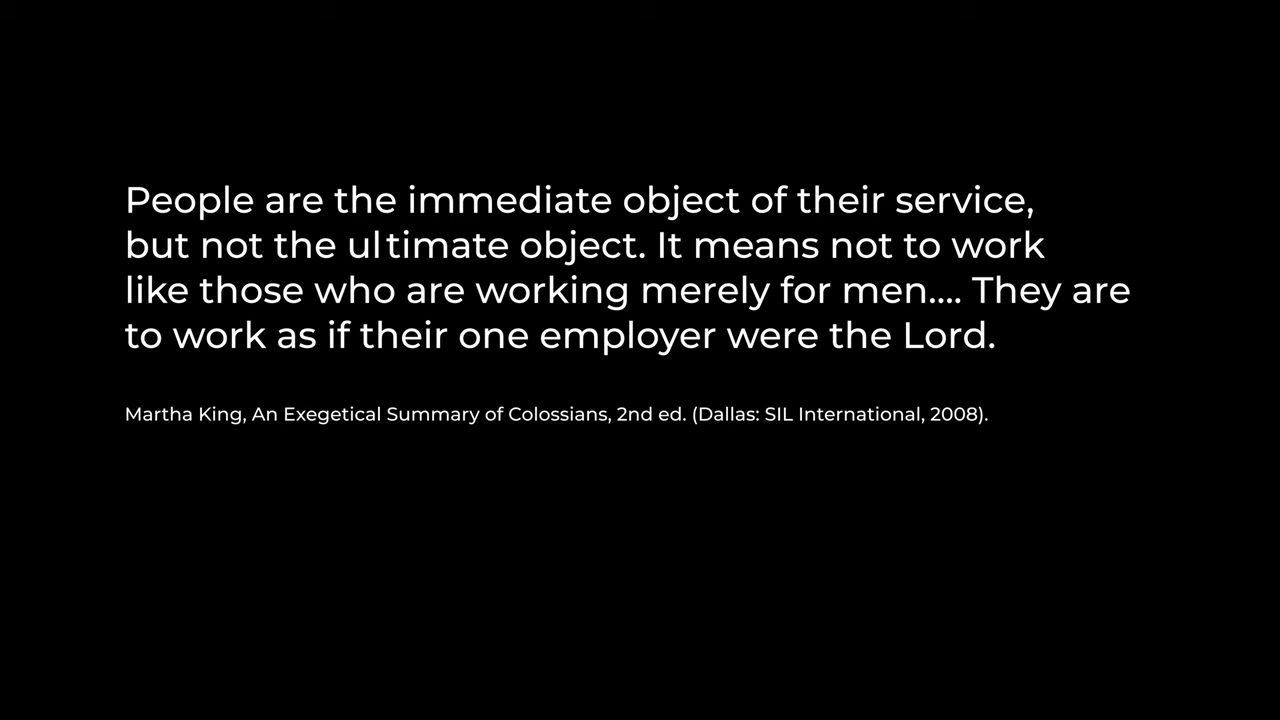 People are the immediate object of their service,
but not the ultimate object. It means not to work
like those who are working merely for men.... They are
to work as if their one employer were the Lord.
Martha King, An Exegetical Summary of Colossians, 2nd ed. (Dallas: SIL International, 2008).